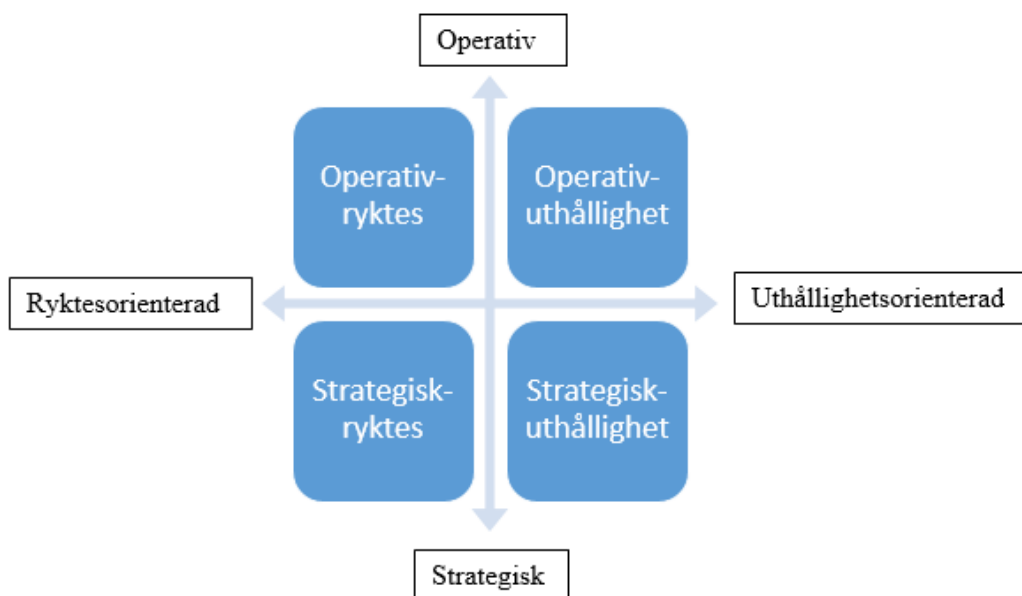 Operativ
Operativ-
ryktes
Operativ-
uthållighet
Ryktesorienterad
Uthållighetsorienterad
Strategisk-
ryktes
Strategisk-
uthållighet
Strategisk